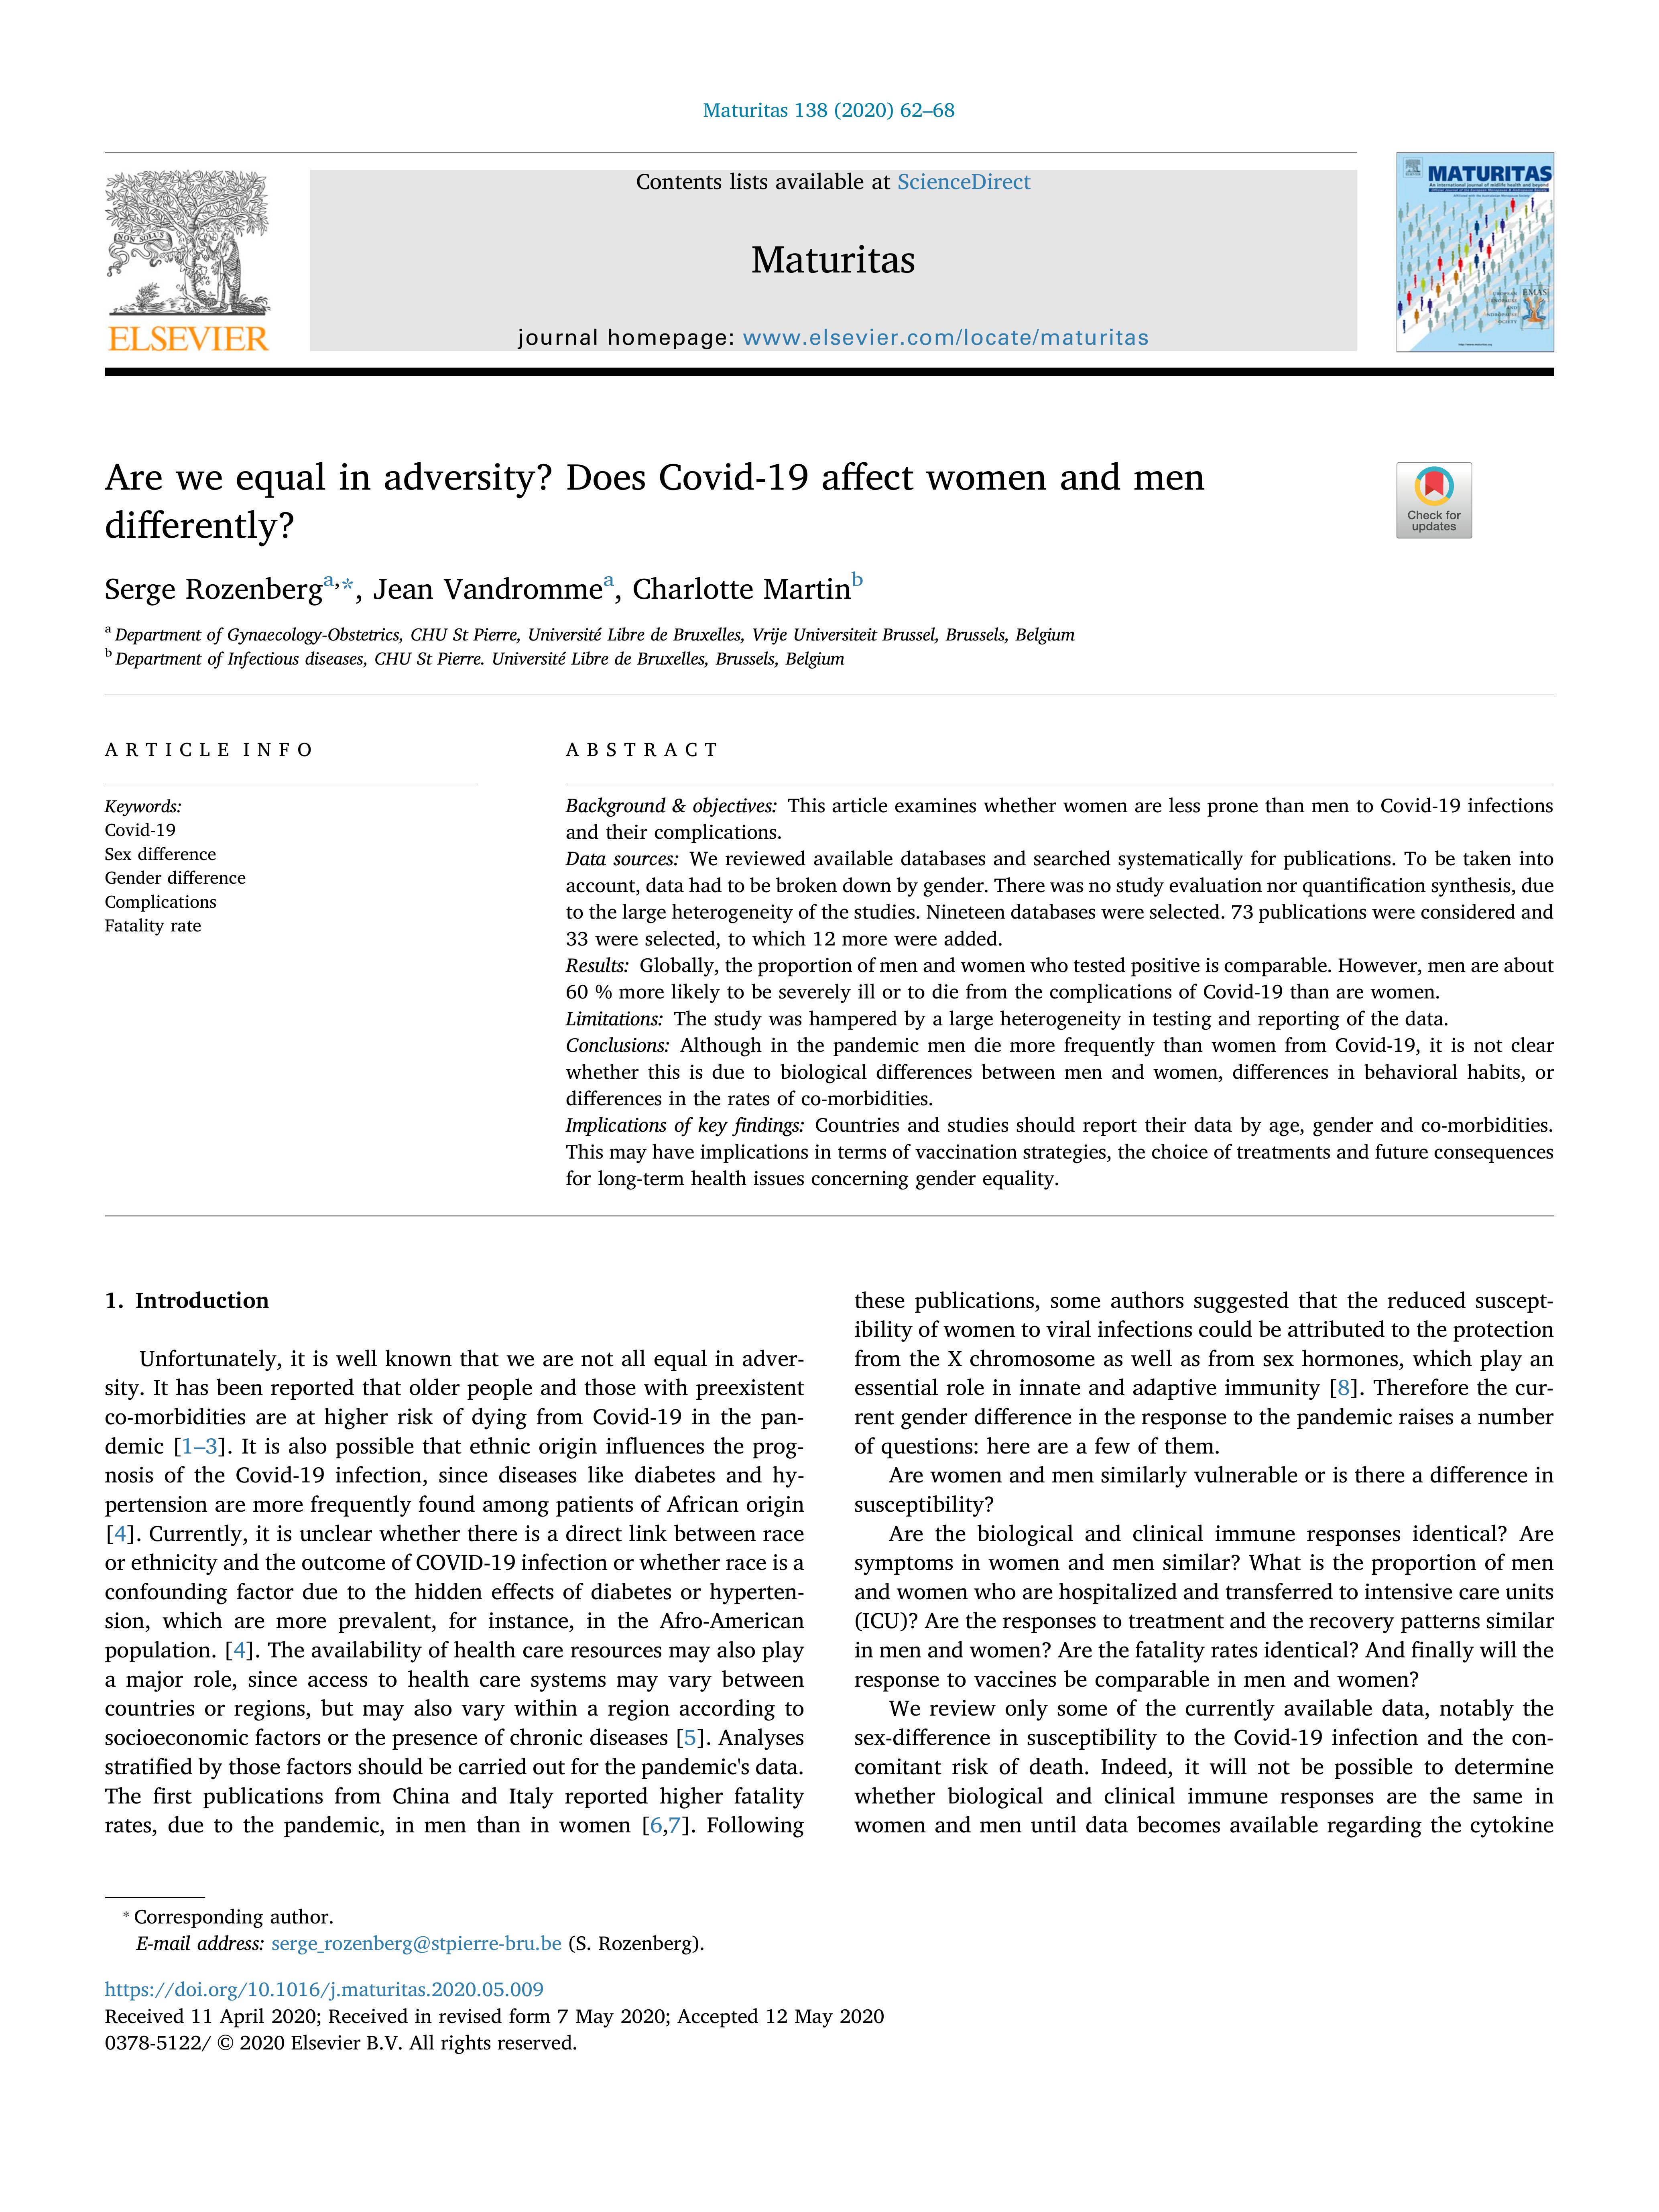 Maturitas 138 (2020) 62–68
Contents lists available at ScienceDirect
Maturitas
journal homepage: www.elsevier.com/locate/maturitas
NON SOLUS
ELSEVIER
MATURITAS
An international journal of midlife health and beyond
EMAS
Are we equal in adversity? Does Covid-19 affect women and men
differently?
Check for
updates
Serge Rozenberg a,*, Jean Vandromme a, Charlotte Martin b
a Department of Gynaecology-Obstetrics, CHU St Pierre, Université Libre de Bruxelles, Vrije Universiteit Brussel, Brussels, Belgium
b Department of Infectious diseases, CHU St Pierre. Université Libre de Bruxelles, Brussels, Belgium
ARTICLE INFO
Keywords:
Covid-19
Sex difference
Gender difference
Complications
Fatality rate
ABSTRACT
Background & objectives: This article examines whether women are less prone than men to Covid-19 infections
and their complications.
Data sources: We reviewed available databases and searched systematically for publications. To be taken into
account, data had to be broken down by gender. There was no study evaluation nor quantification synthesis, due
to the large heterogeneity of the studies. Nineteen databases were selected. 73 publications were considered and
33 were selected, to which 12 more were added.
Results: Globally, the proportion of men and women who tested positive is comparable. However, men are about
60 % more likely to be severely ill or to die from the complications of Covid-19 than are women.
Limitations: The study was hampered by a large heterogeneity in testing and reporting of the data.
Conclusions: Although in the pandemic men die more frequently than women from Covid-19, it is not clear
whether this is due to biological differences between men and women, differences in behavioral habits, or
differences in the rates of co-morbidities.
Implications of key findings: Countries and studies should report their data by age, gender and co-morbidities.
This may have implications in terms of vaccination strategies, the choice of treatments and future consequences
for long-term health issues concerning gender equality.
1. Introduction
Unfortunately, it is well known that we are not all equal in adver-
sity. It has been reported that older people and those with preexistent
co-morbidities are at higher risk of dying from Covid-19 in the pan-
demic [1–3]. It is also possible that ethnic origin influences the prog-
nosis of the Covid-19 infection, since diseases like diabetes and hy-
pertension are more frequently found among patients of African origin
[4]. Currently, it is unclear whether there is a direct link between race
or ethnicity and the outcome of COVID-19 infection or whether race is a
confounding factor due to the hidden effects of diabetes or hyperten-
sion, which are more prevalent, for instance, in the Afro-American
population. [4]. The availability of health care resources may also play
a major role, since access to health care systems may vary between
countries or regions, but may also vary within a region according to
socioeconomic factors or the presence of chronic diseases [5]. Analyses
stratified by those factors should be carried out for the pandemic's data.
The first publications from China and Italy reported higher fatality
rates, due to the pandemic, in men than in women [6,7]. Following
these publications, some authors suggested that the reduced suscept-
ibility of women to viral infections could be attributed to the protection
from the X chromosome as well as from sex hormones, which play an
essential role in innate and adaptive immunity [8]. Therefore the cur-
rent gender difference in the response to the pandemic raises a number
of questions: here are a few of them.
Are women and men similarly vulnerable or is there a difference in
susceptibility?
Are the biological and clinical immune responses identical? Are
symptoms in women and men similar? What is the proportion of men
and women who are hospitalized and transferred to intensive care units
(ICU)? Are the responses to treatment and the recovery patterns similar
in men and women? Are the fatality rates identical? And finally will the
response to vaccines be comparable in men and women?
We review only some of the currently available data, notably the
sex-difference in susceptibility to the Covid-19 infection and the con-
comitant risk of death. Indeed, it will not be possible to determine
whether biological and clinical immune responses are the same in
women and men until data becomes available regarding the cytokine
* Corresponding author.
E-mail address: serge_rozenberg@stpierre-bru.be (S. Rozenberg).
https://doi.org/10.1016/j.maturitas.2020.05.009
Received 11 April 2020; Received in revised form 7 May 2020; Accepted 12 May 2020
0378-5122/ © 2020 Elsevier B.V. All rights reserved.